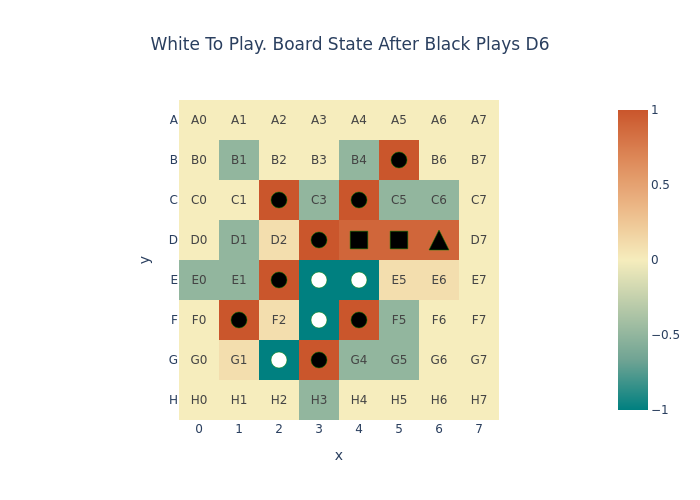 White To Play. Board State After Black Plays D6
A A0 A1 A2 A3 A4 A5 A6 A7
B B0 B1 B2 B3 B4 B6 B7
C C0 C1 C3 C5 C6 C7
D D0 D1 D2 D7
E E0 E1 E5 E6 E7
F F0 F2 F5 F6 F7
G G0 G1 G4 G5 G6 G7
H H0 H1 H2 H3 H4 H5 H6 H7
0 1 2 3 4 5 6 7
x
y
1
0.5
0
−0.5
−1